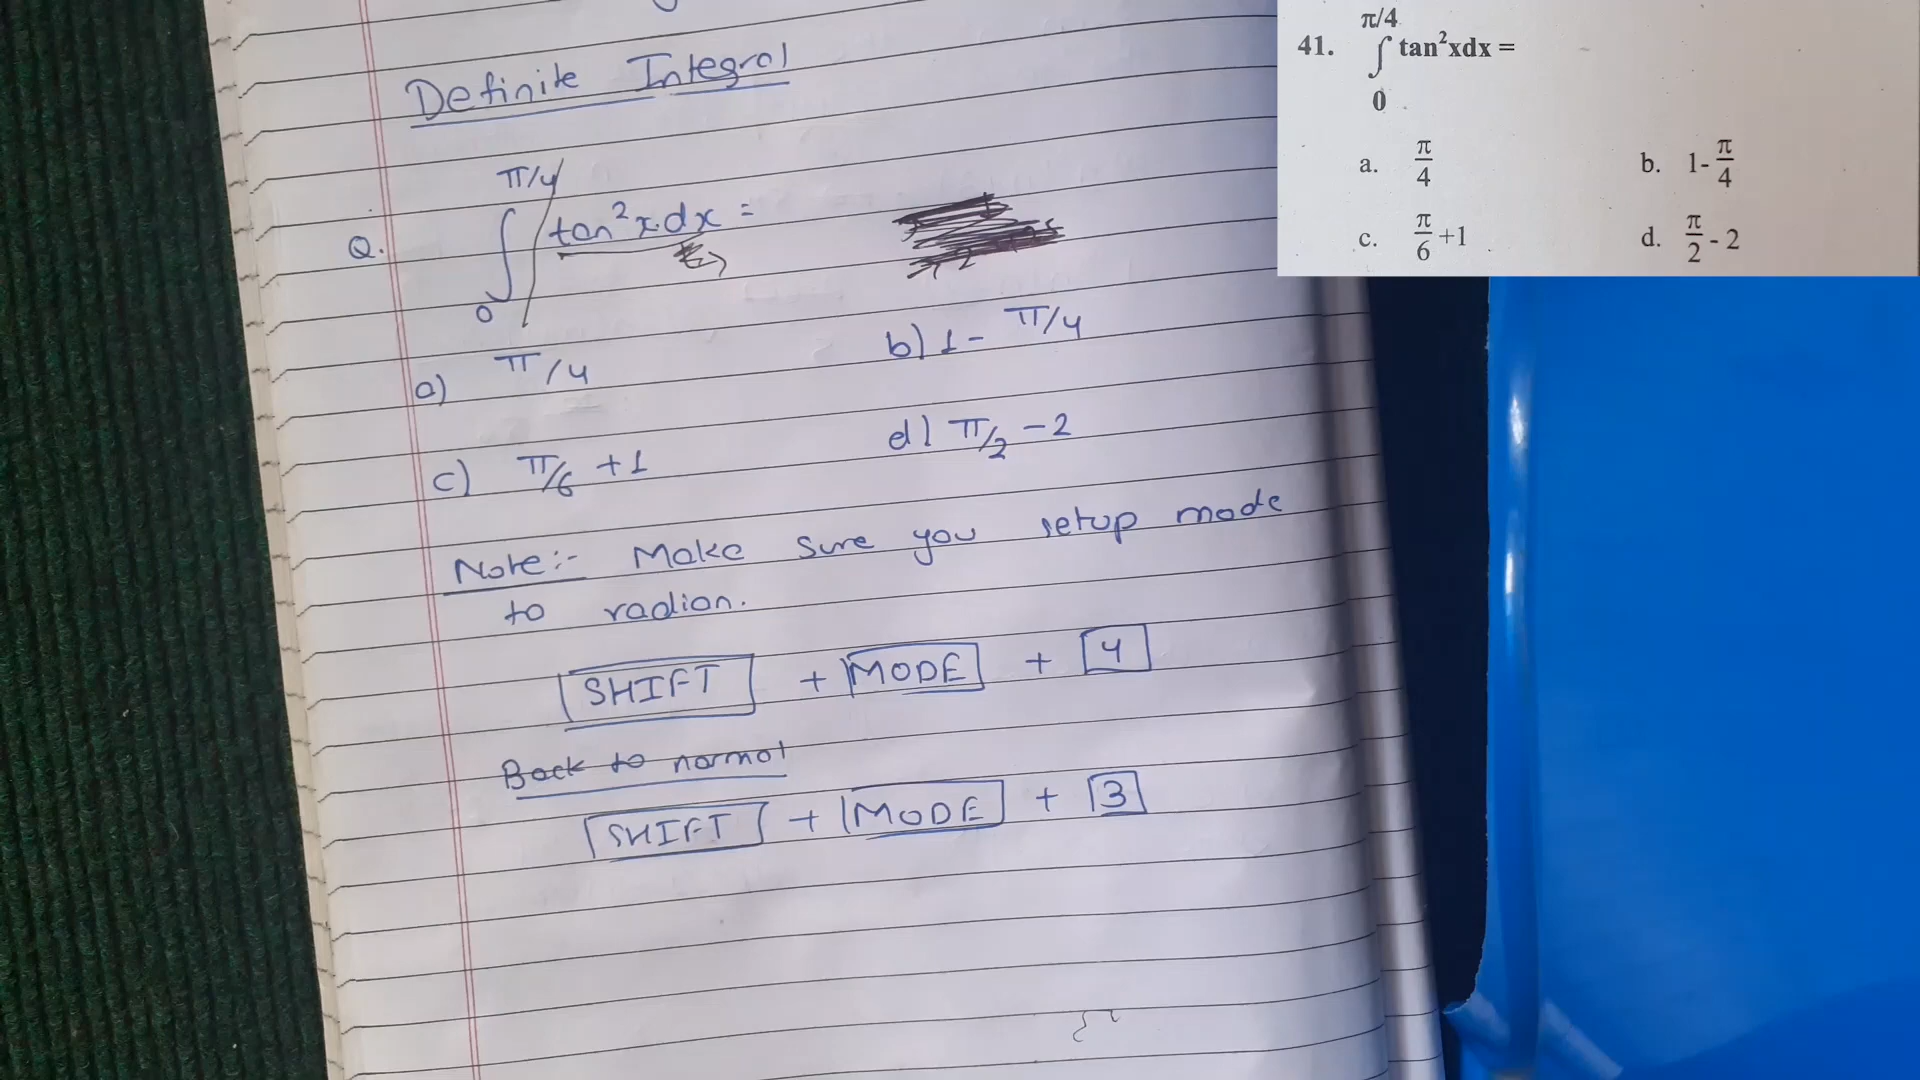 Definite Integral
Q. ∫₀^π/4 tan²x.dx =
a) π/4
b) 1 - π/4
c) π/6 + 1
d) π/2 - 2
Note:- Make sure you setup mode
to radian.
SHIFT + MODE + 4
Back to normal
SHIFT + MODE + 3
41. ∫₀^π/4 tan²xdx =
a. π/4
b. 1- π/4
c. π/6 +1
d. π/2 - 2